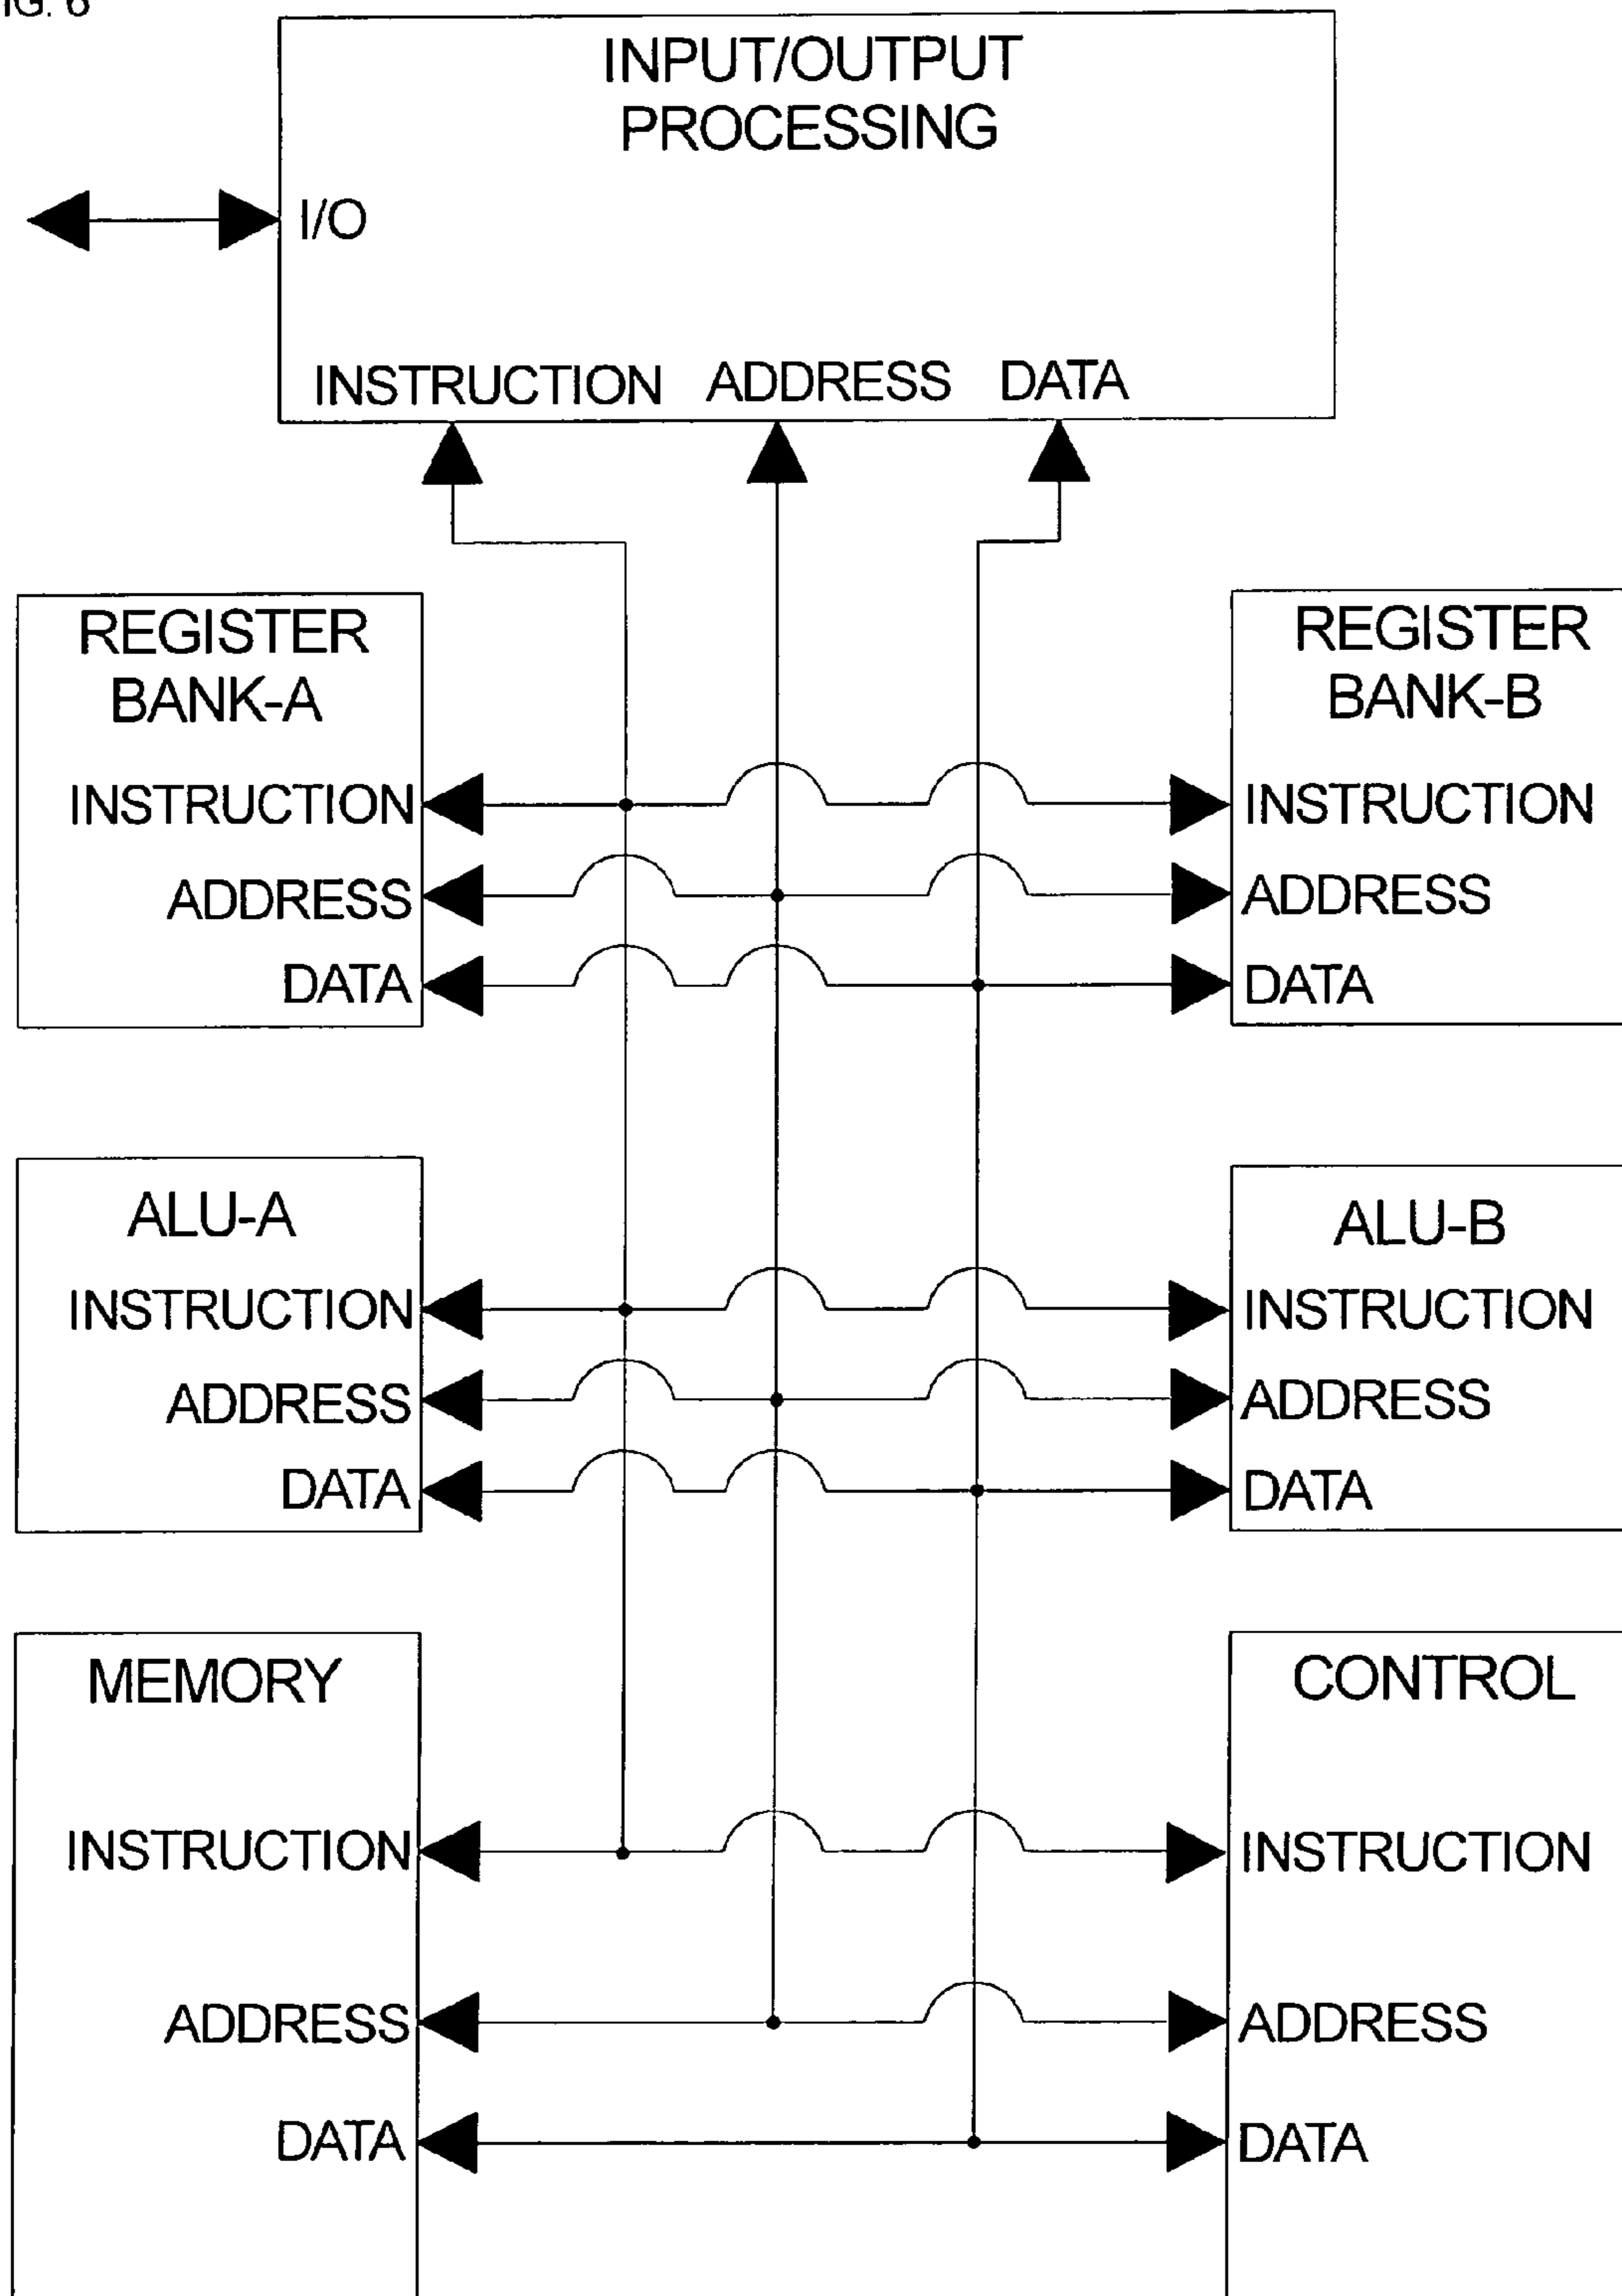 FIG. 6
INPUT/OUTPUT
PROCESSING
I/O
INSTRUCTION ADDRESS DATA
REGISTER
BANK-A
INSTRUCTION
ADDRESS
DATA
REGISTER
BANK-B
INSTRUCTION
ADDRESS
DATA
ALU-A
INSTRUCTION
ADDRESS
DATA
ALU-B
INSTRUCTION
ADDRESS
DATA
MEMORY
INSTRUCTION
ADDRESS
DATA
CONTROL
INSTRUCTION
ADDRESS
DATA